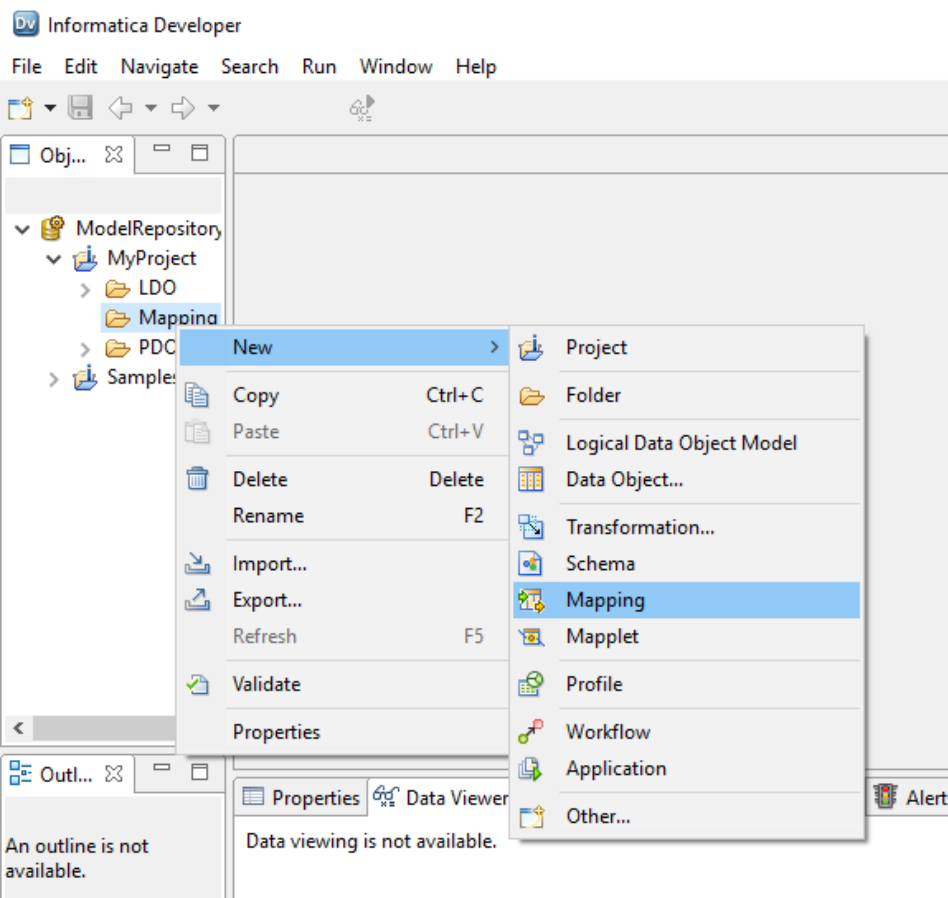 Dv Informatica Developer
File Edit Navigate Search Run Window Help
Obj...
ModelRepository
MyProject
LDO
Mapping
PDO
Samples
New
Copy Ctrl+C
Paste Ctrl+V
Delete Delete
Rename F2
Import...
Export...
Refresh F5
Validate
Properties
Project
Folder
Logical Data Object Model
Data Object...
Transformation...
Schema
Mapping
Mapplet
Profile
Workflow
Application
Other...
Outl...
An outline is not
available.
Properties Data Viewer Alert
Data viewing is not available.